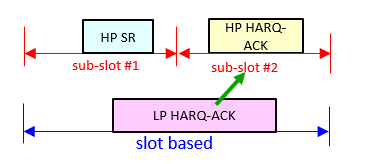 HP SR
HP HARQ-
ACK
sub-slot #1
sub-slot #2
LP HARQ-ACK
slot based